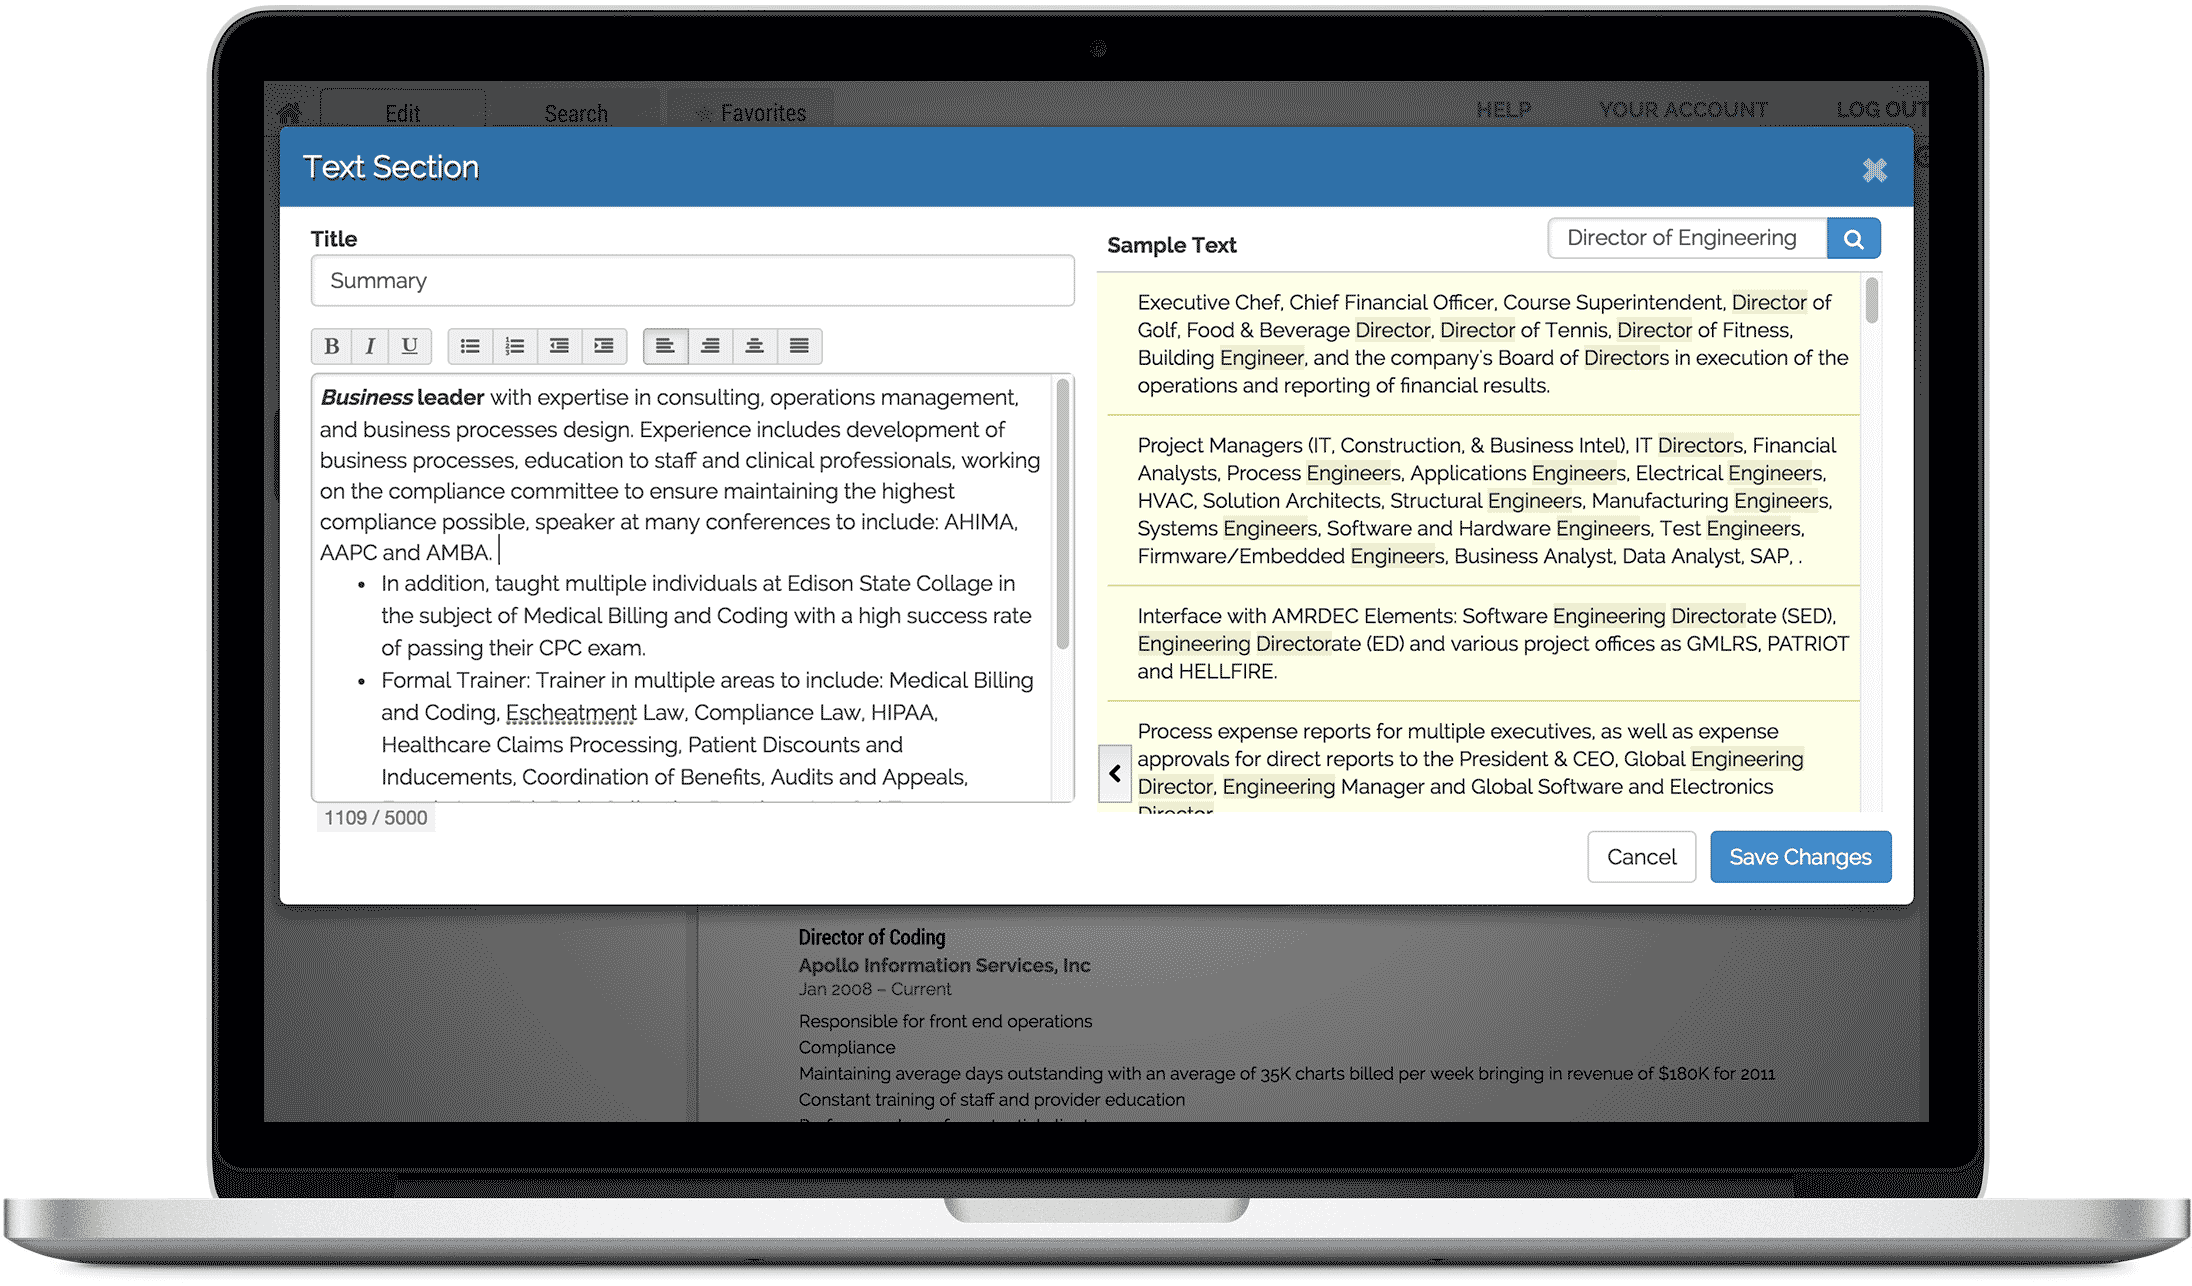 Edit
Search
Favorites
HELP
YOUR ACCOUNT
LOG OUT
Text Section
Title
Summary
B I U
Business leader with expertise in consulting, operations management,
and business processes design. Experience includes development of
business processes, education to staff and clinical professionals, working
on the compliance committee to ensure maintaining the highest
compliance possible, speaker at many conferences to include: AHIMA,
AAPC and AMBA.
• In addition, taught multiple individuals at Edison State Collage in
the subject of Medical Billing and Coding with a high success rate
of passing their CPC exam.
• Formal Trainer: Trainer in multiple areas to include: Medical Billing
and Coding, Escheatment Law, Compliance Law, HIPAA,
Healthcare Claims Processing, Patient Discounts and
Inducements, Coordination of Benefits, Audits and Appeals,
1109 / 5000
Sample Text
Director of Engineering
Executive Chef, Chief Financial Officer, Course Superintendent, Director of
Golf, Food & Beverage Director, Director of Tennis, Director of Fitness,
Building Engineer, and the company's Board of Directors in execution of the
operations and reporting of financial results.
Project Managers (IT, Construction, & Business Intel), IT Directors, Financial
Analysts, Process Engineers, Applications Engineers, Electrical Engineers,
HVAC, Solution Architects, Structural Engineers, Manufacturing Engineers,
Systems Engineers, Software and Hardware Engineers, Test Engineers,
Firmware/Embedded Engineers, Business Analyst, Data Analyst, SAP, .
Interface with AMRDEC Elements: Software Engineering Directorate (SED),
Engineering Directorate (ED) and various project offices as GMLRS, PATRIOT
and HELLFIRE.
Process expense reports for multiple executives, as well as expense
approvals for direct reports to the President & CEO, Global Engineering
Director, Engineering Manager and Global Software and Electronics
Director
Cancel
Save Changes
Director of Coding
Apollo Information Services, Inc
Jan 2008 – Current
Responsible for front end operations
Compliance
Maintaining average days outstanding with an average of 35K charts billed per week bringing in revenue of $180K for 2011
Constant training of staff and provider education